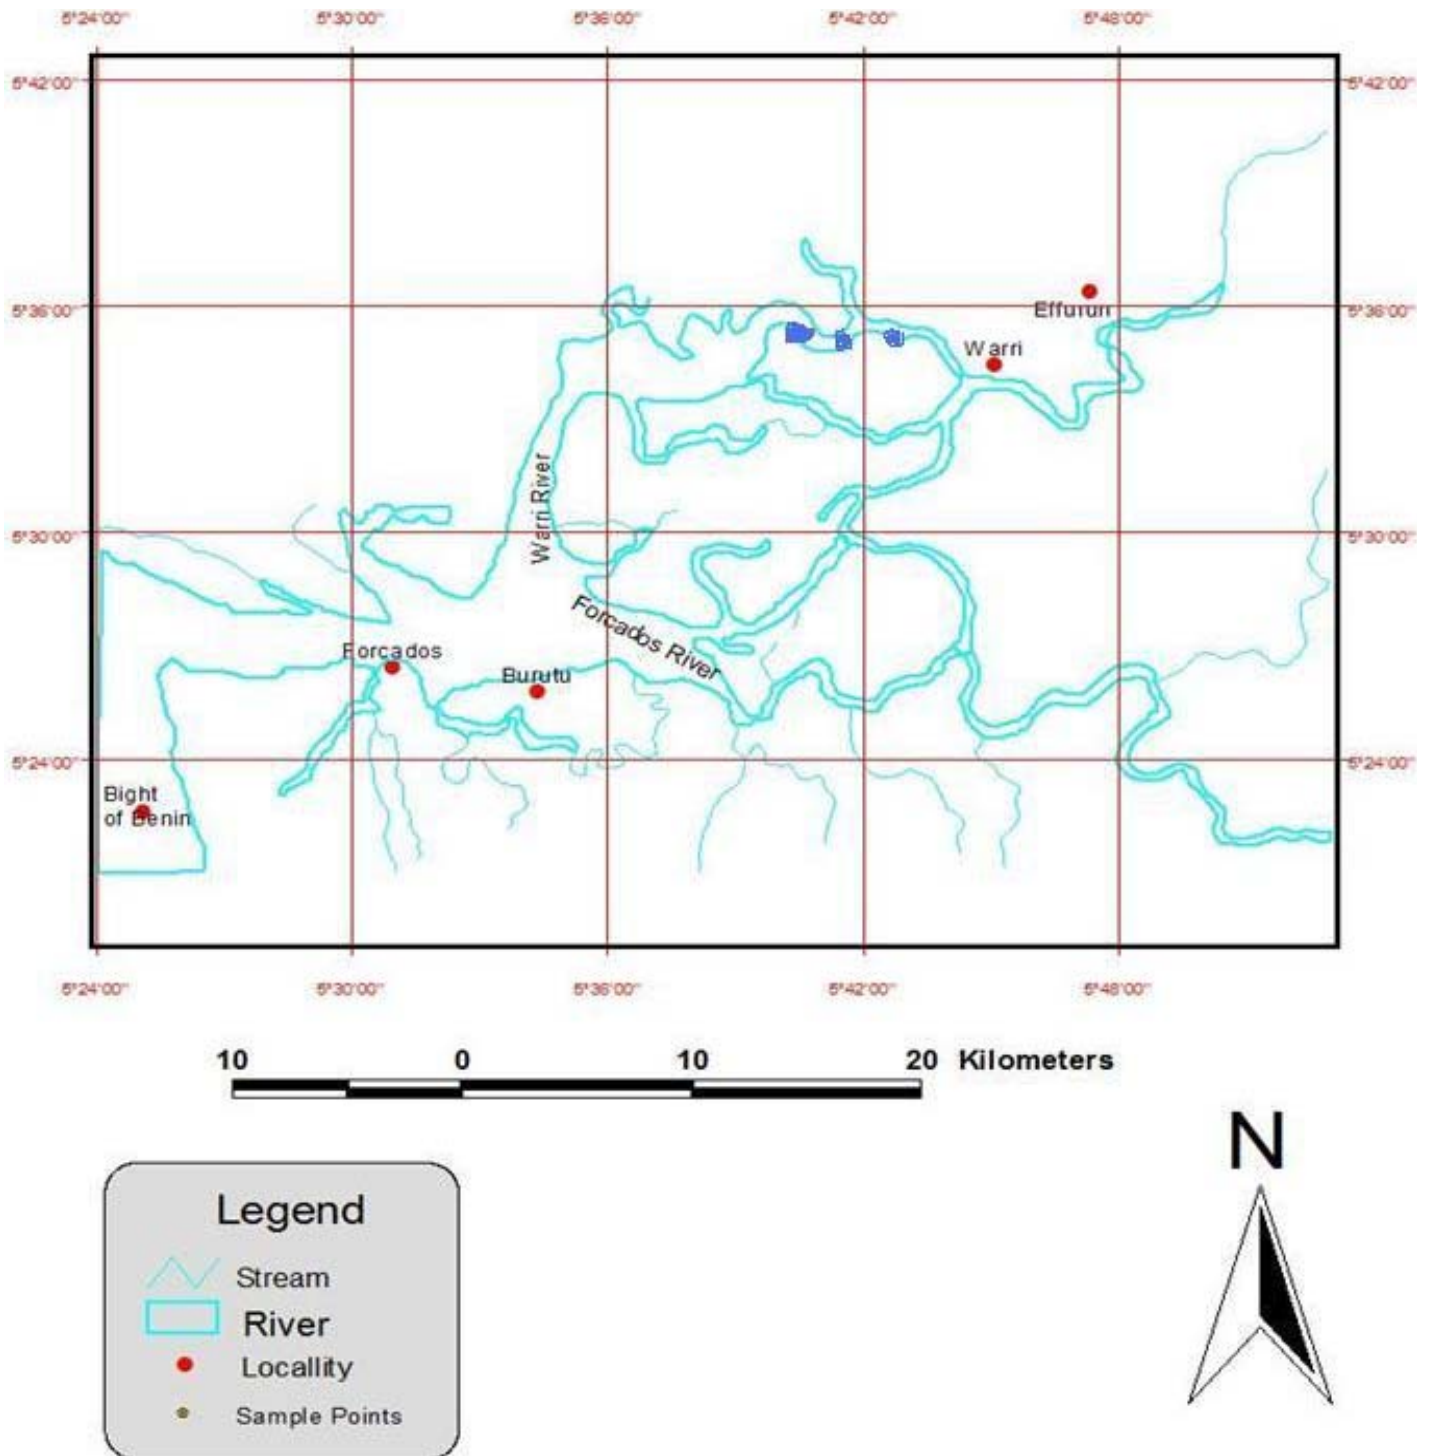 5°24'00" 5°30'00" 5°36'00" 5°42'00" 5°48'00"
5°42'00" 5°42'00"
5°36'00" 5°36'00"
Effurun
Warri
Warri River
5°30'00" 5°30'00"
Forcados River
Forcados
Burutu
5°24'00" 5°24'00"
Bight
of Benin
5°24'00" 5°30'00" 5°36'00" 5°42'00" 5°48'00"
10 0 10 20 Kilometers
N
Legend
Stream
River
Locallity
Sample Points